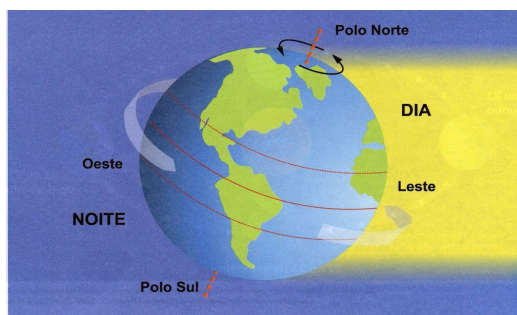 Polo Norte
DIA
Oeste
Leste
NOITE
Polo Sul